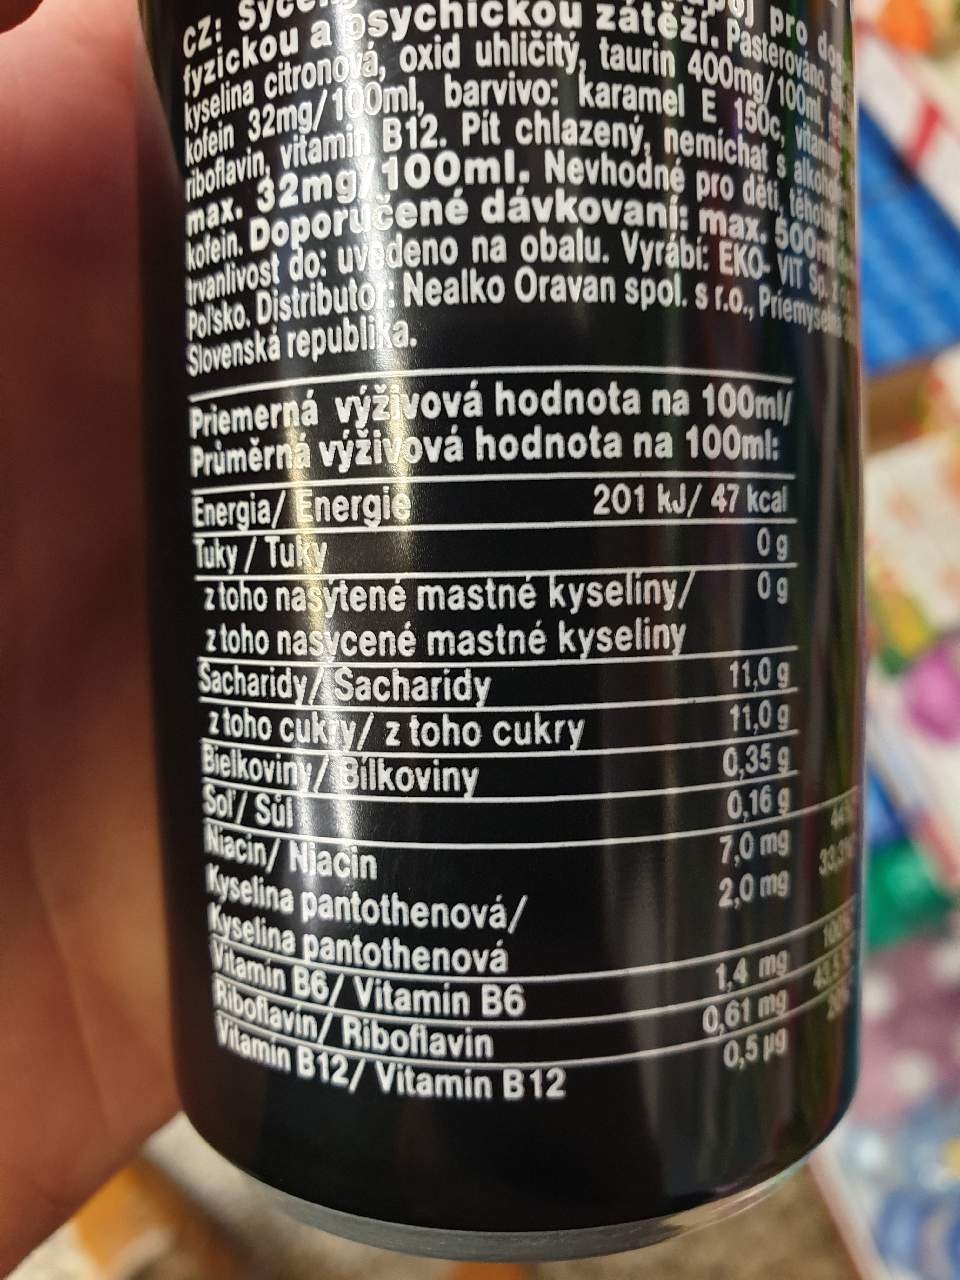 CZ: pro
fyzickou a psychickou zátěží. Pasterováno.
kyselina citronová, oxid uhličitý, taurin 400mg/100ml,
kofein 32mg/100ml, barvivo: karamel E 150c,
riboflavin, vitamin B12. Pít chlazený, nemíchat s
max. 32mg/100ml. Nevhodné pro děti,
kofein. Doporučené dávkovaní: max.
trvanlivost do: uvedeno na obalu. Vyrábí: EKO- VIT
Poľsko. Distributor: Nealko Oravan spol. s r.o.,
Slovenská republika.
Priemerná výživová hodnota na 100ml/
Průměrná výživová hodnota na 100ml:
Energia/ Energie 201 kJ/ 47 kcal
Tuky / Tuky 0 g
z toho nasýtené mastné kyseliny/ 0 g
z toho nasycené mastné kyseliny
Sacharidy/ Sacharidy 11,0 g
z toho cukry/ z toho cukry 11,0 g
Bielkoviny/ Bílkoviny 0,35 g
Soľ/ Sůl 0,16 g
Niacin/ Niacin 7,0 mg
Kyselina pantothenová/ 2,0 mg
Kyselina pantothenová
Vitamín B6/ Vitamín B6 1,4 mg
Riboflavin/ Riboflavin 0,61 mg
Vitamín B12/ Vitamín B12 0,5 µg